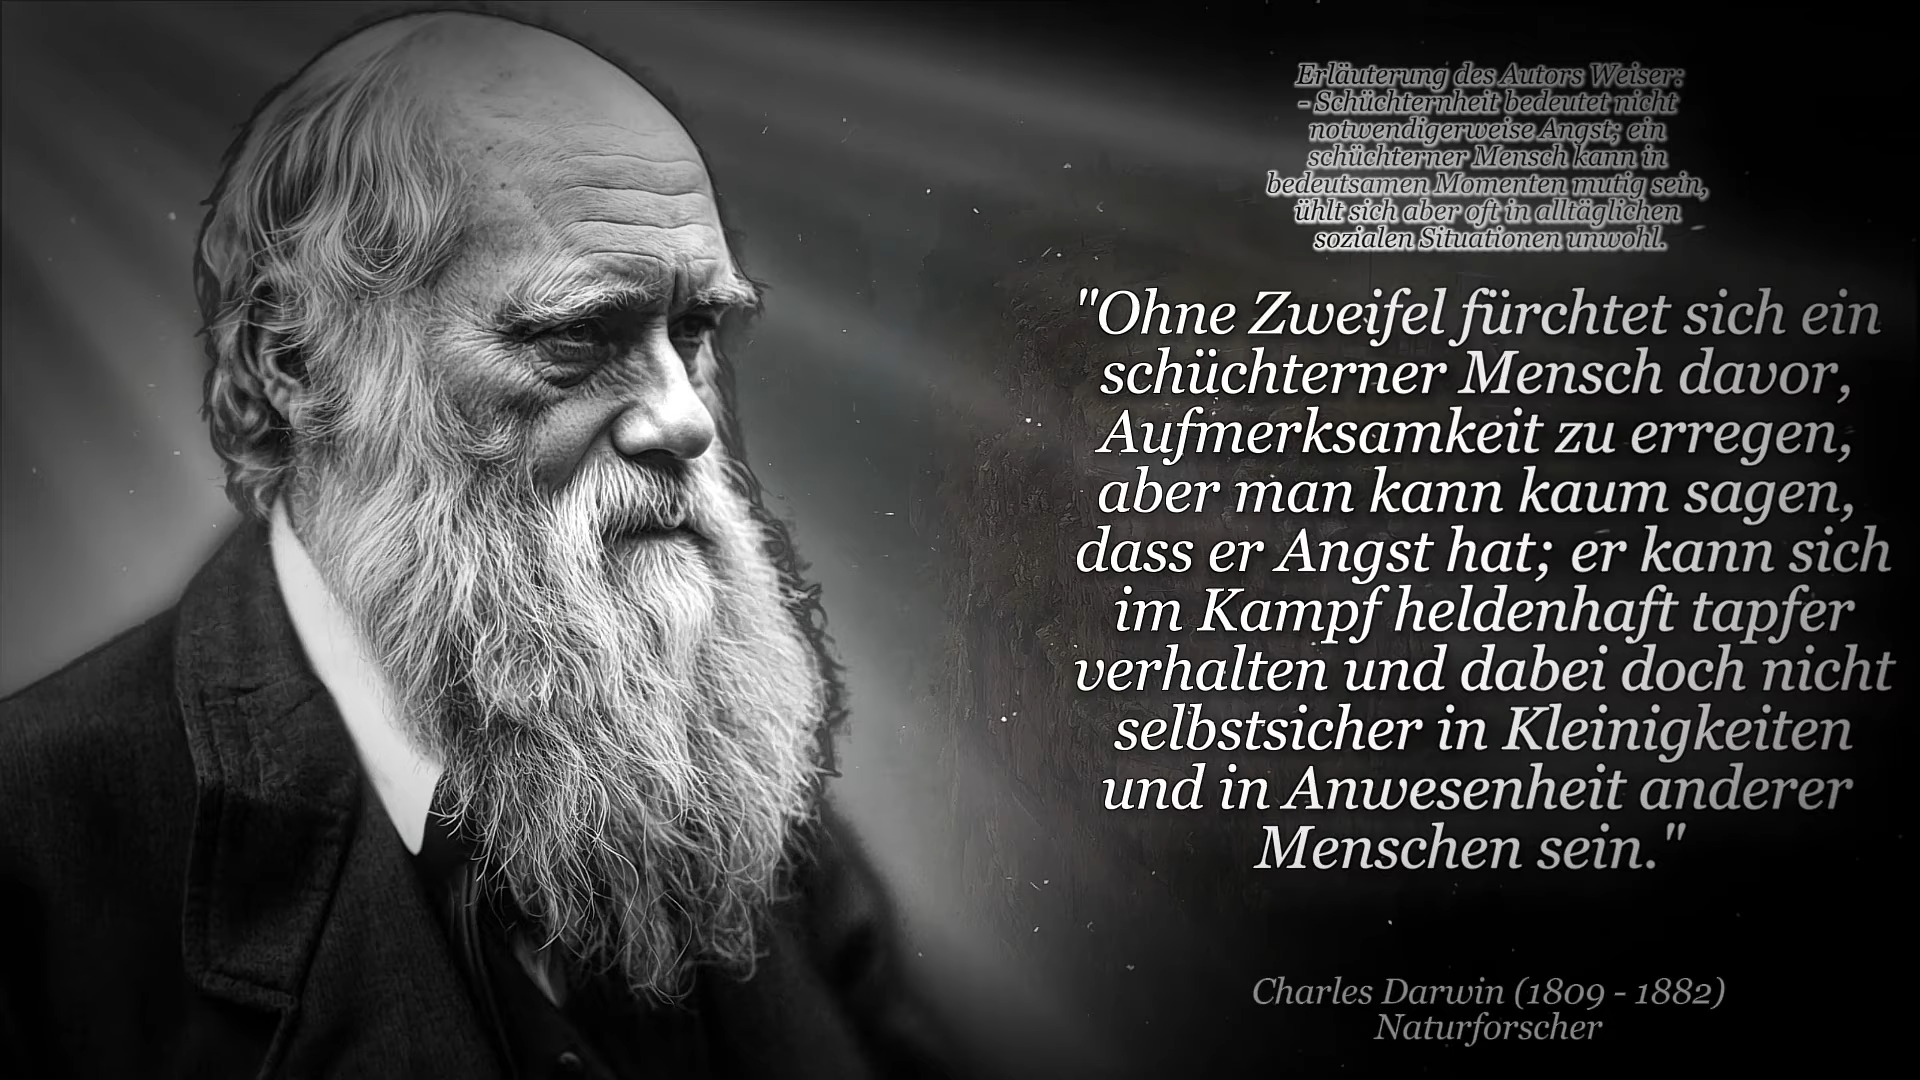 Erläuterung des Autors Weiser:
- Schüchternheit bedeutet nicht
notwendigerweise Angst; ein
schüchterner Mensch kann in
bedeutsamen Momenten mutig sein,
ühlt sich aber oft in alltäglichen
sozialen Situationen unwohl.
"Ohne Zweifel fürchtet sich ein
schüchterner Mensch davor,
Aufmerksamkeit zu erregen,
aber man kann kaum sagen,
dass er Angst hat; er kann sich
im Kampf heldenhaft tapfer
verhalten und dabei doch nicht
selbstsicher in Kleinigkeiten
und in Anwesenheit anderer
Menschen sein."
Charles Darwin (1809 - 1882)
Naturforscher